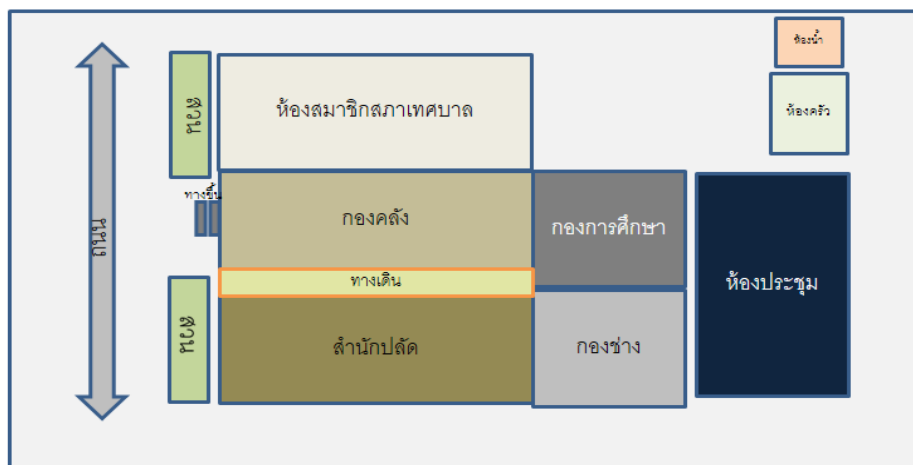 ห้องน้ำ
สวน
ห้องสมาชิกสภาเทศบาล
ห้องครัว
ทางขึ้น
กองคลัง
กองการศึกษา
ถนน
ทางเดิน
ห้องประชุม
สวน
สำนักปลัด
กองช่าง